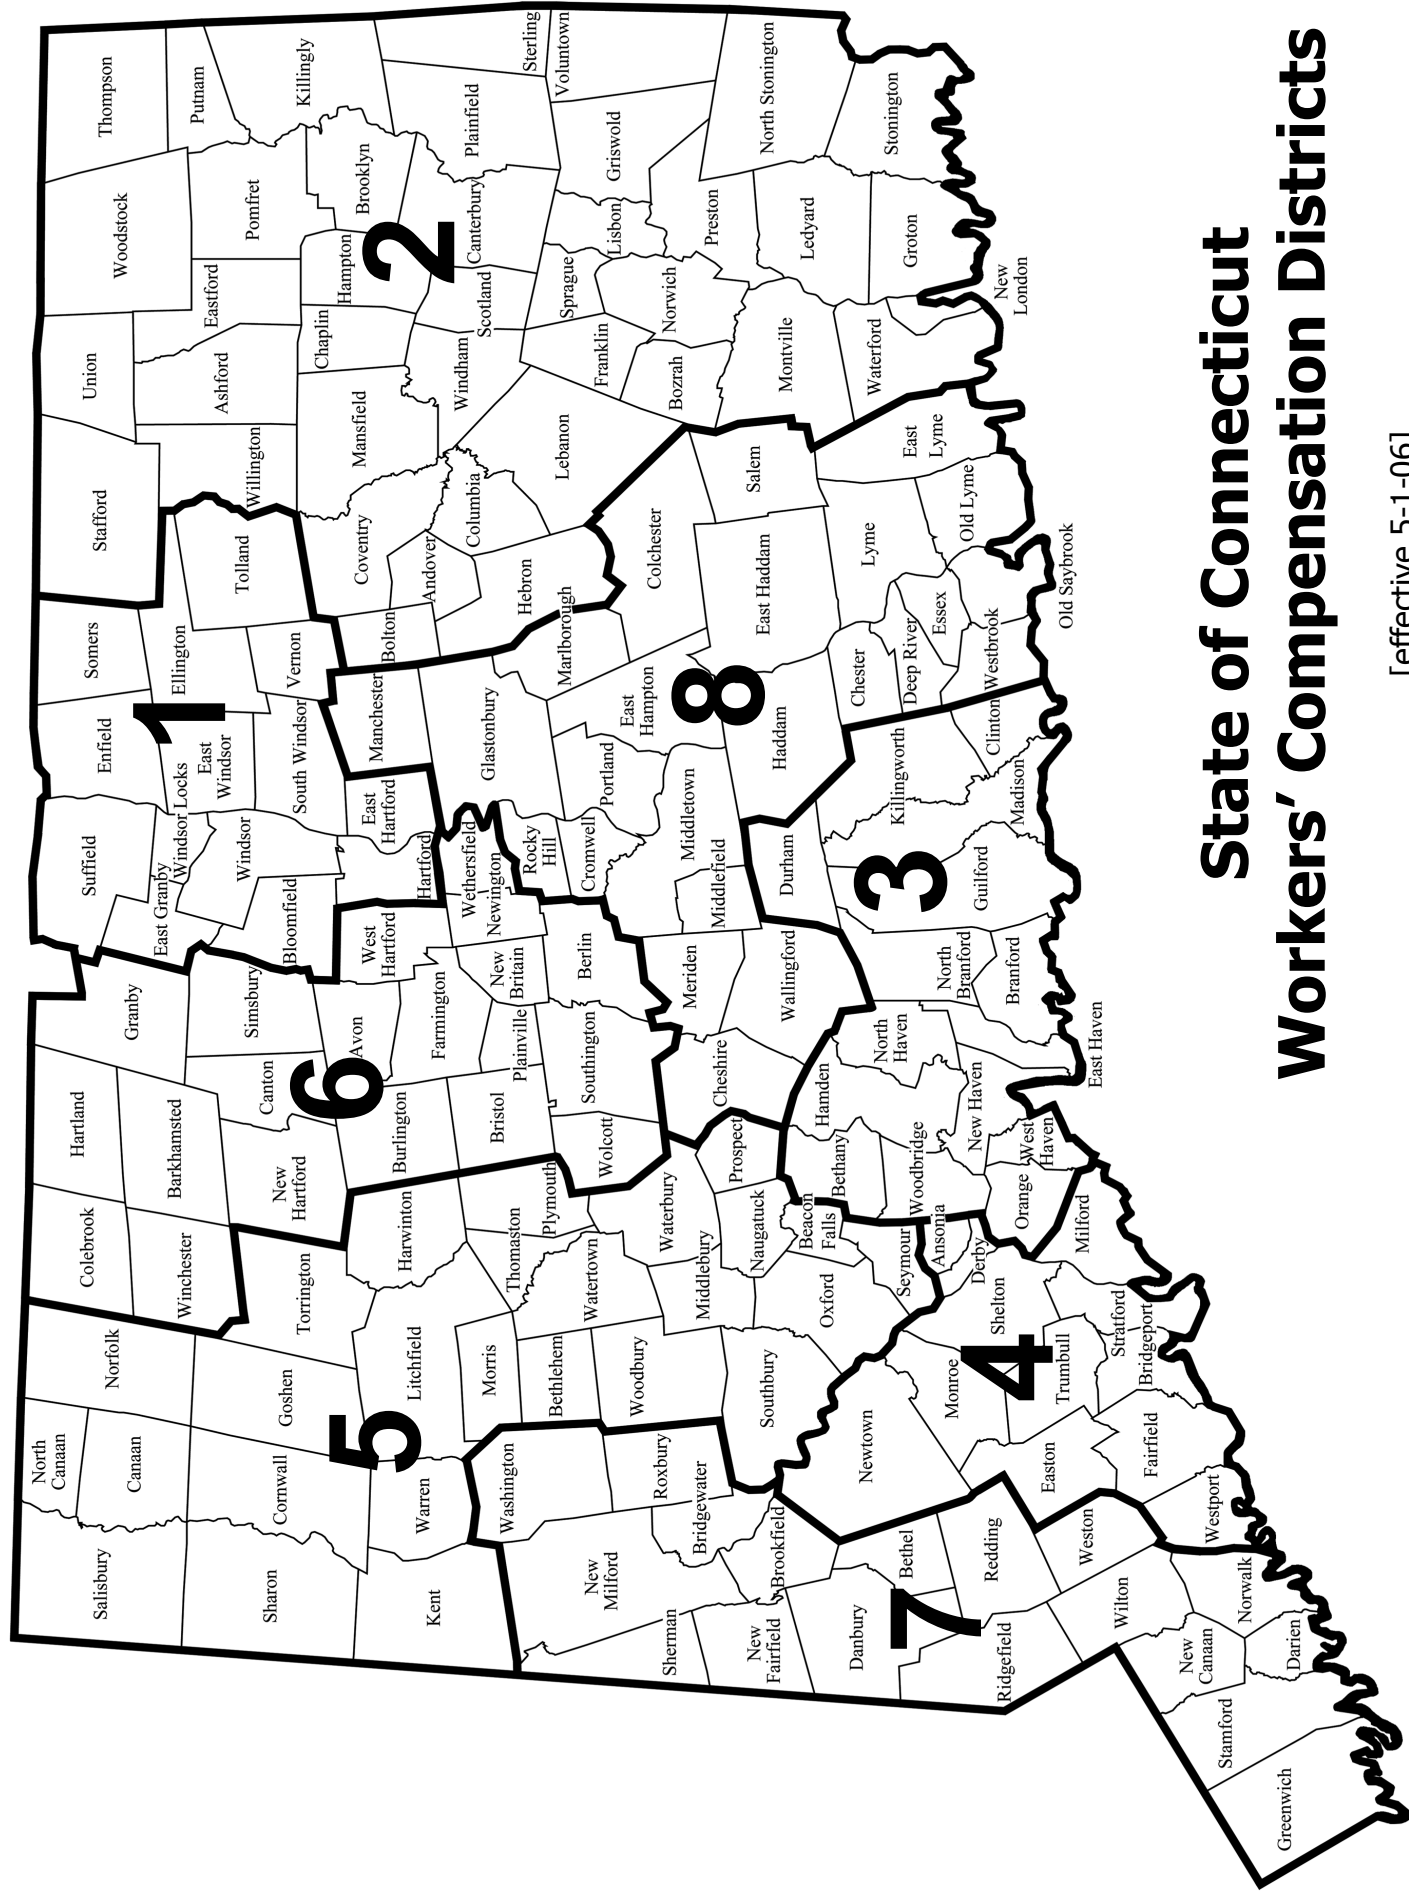 State of Connecticut
Workers’ Compensation Districts
[effective 5-1-06]
1
2
3
4
5
6
7
8
Salisbury
North
Canaan
Canaan
Norfolk
Colebrook
Hartland
Granby
Suffield
Enfield
Somers
Stafford
Union
Woodstock
Thompson
Sharon
Cornwall
Goshen
Torrington
Winchester
Barkhamsted
New
Hartford
Canton
Simsbury
East Granby
Windsor Locks
East
Windsor
Ellington
Windsor
Bloomfield
South Windsor
Vernon
Tolland
Willington
Ashford
Eastford
Pomfret
Putnam
Killingly
Kent
Warren
Litchfield
Harwinton
Burlington
Avon
Farmington
West
Hartford
Hartford
East
Hartford
Manchester
Bolton
Coventry
Andover
Mansfield
Chaplin
Hampton
Brooklyn
Washington
Morris
Bethlehem
Thomaston
Plymouth
Bristol
Plainville
New
Britain
Newington
Wethersfield
Rocky
Hill
Glastonbury
Hebron
Columbia
Windham
Scotland
Canterbury
Plainfield
Sterling
Voluntown
Sherman
New
Milford
Roxbury
Bridgewater
Woodbury
Watertown
Waterbury
Wolcott
Southington
Berlin
Cromwell
Portland
East
Hampton
Marlborough
Colchester
Lebanon
Franklin
Bozrah
Norwich
Sprague
Lisbon
Griswold
Preston
North Stonington
New
Fairfield
Brookfield
Southbury
Middlebury
Naugatuck
Prospect
Cheshire
Meriden
Middlefield
Middletown
East Haddam
Salem
Montville
Ledyard
Danbury
Bethel
Newtown
Oxford
Beacon
Falls
Seymour
Bethany
Hamden
Wallingford
Durham
Haddam
Chester
Deep River
Essex
Lyme
Old Lyme
East
Lyme
Waterford
New
London
Groton
Stonington
Ridgefield
Redding
Monroe
Shelton
Derby
Ansonia
Woodbridge
New Haven
North
Haven
North
Branford
Branford
East Haven
Guilford
Madison
Killingworth
Clinton
Westbrook
Old Saybrook
Easton
Trumbull
Orange
West
Haven
Milford
Stratford
Bridgeport
Fairfield
Weston
Westport
Wilton
Norwalk
New
Canaan
Darien
Stamford
Greenwich